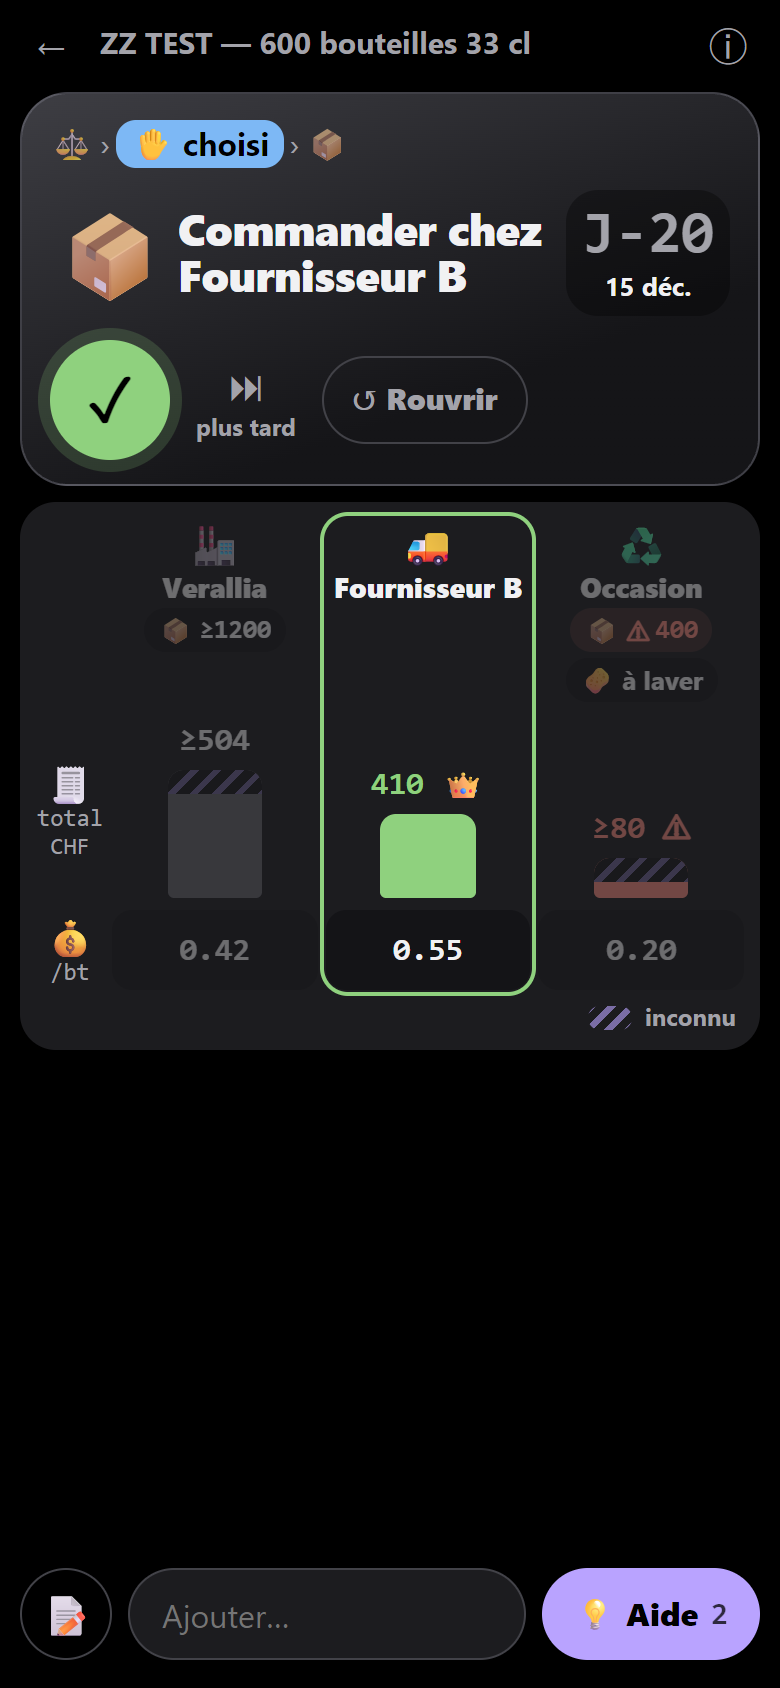 ← ZZ TEST — 600 bouteilles 33 cl ⓘ
⚖️ › ✋ choisi › 📦
📦 Commander chez
Fournisseur B
J-20
15 déc.
✓
⏭ plus tard
↺ Rouvrir
Verallia
📦 ≥1200
Fournisseur B
Occasion
📦 ⚠ 400
à laver
≥504
410 👑
≥80 ⚠
total
CHF
/bt
0.42
0.55
0.20
inconnu
Ajouter…
💡 Aide 2